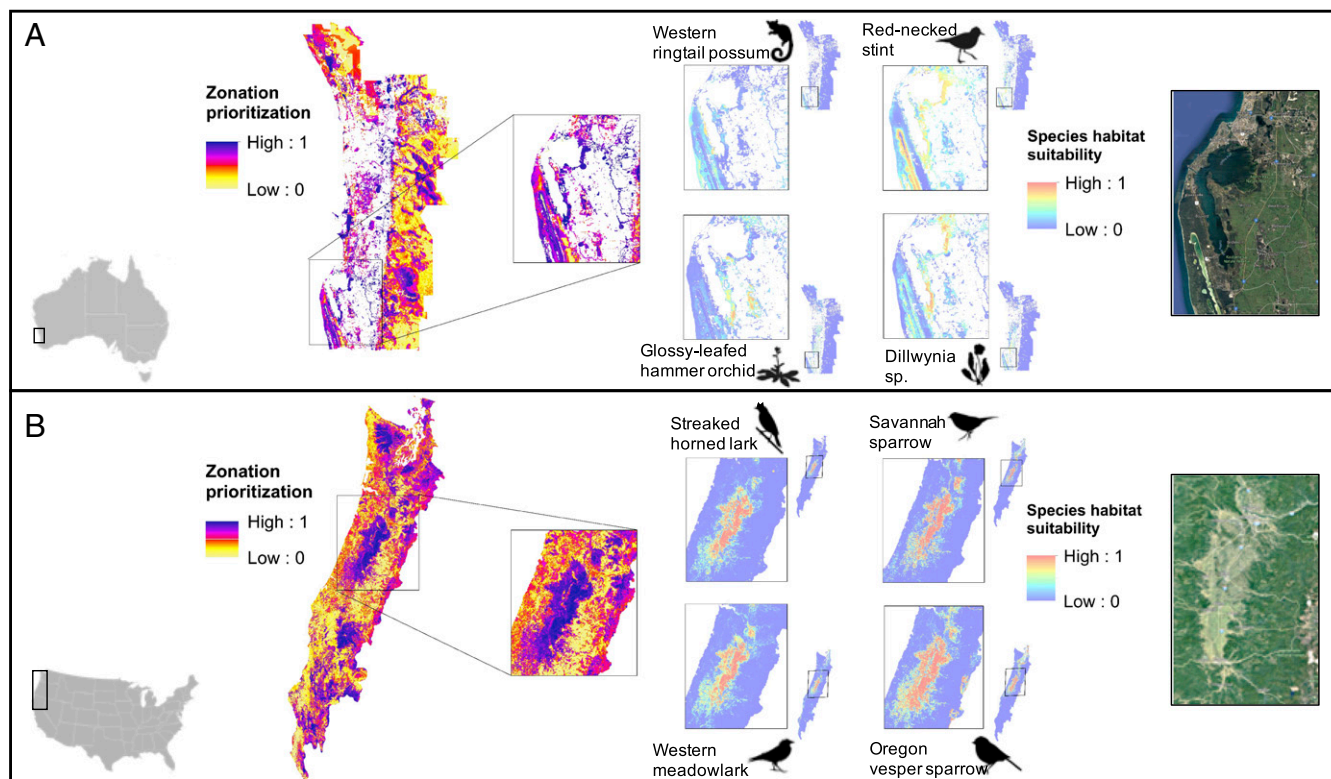 A
Zonation
prioritization
High : 1
Low : 0
Western
ringtail possum
Red-necked
stint
Glossy-leafed
hammer orchid
Dillwynia
sp.
Species habitat
suitability
High : 1
Low : 0
B
Zonation
prioritization
High : 1
Low : 0
Streaked
horned lark
Savannah
sparrow
Western
meadowlark
Oregon
vesper sparrow
Species habitat
suitability
High : 1
Low : 0